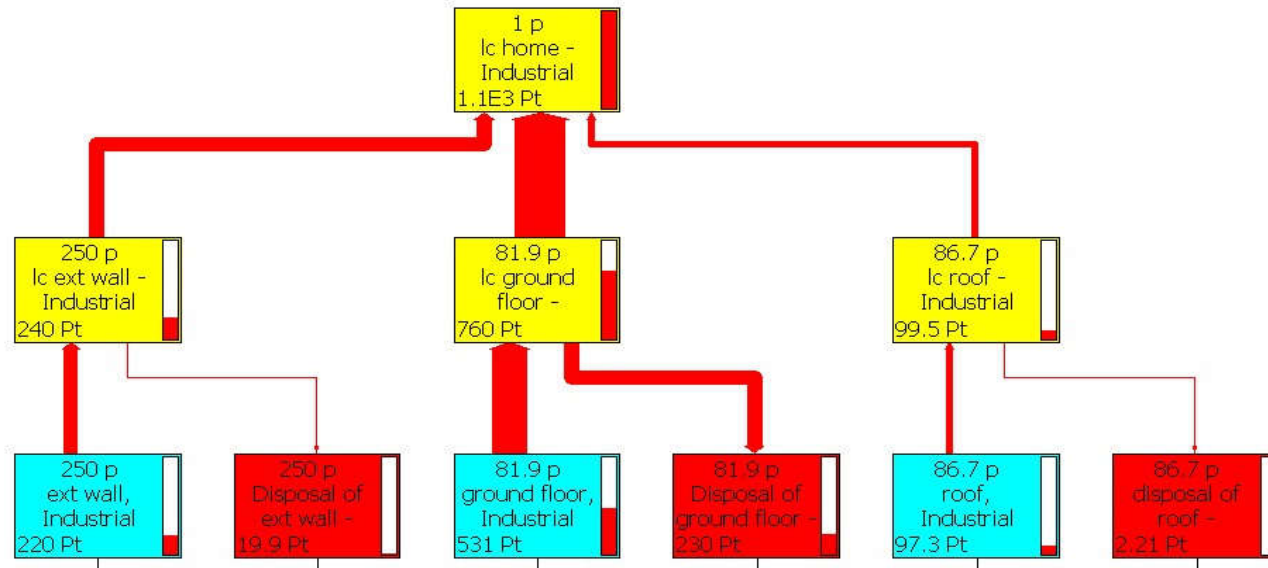 1 p
lc home -
Industrial
1.1E3 Pt
250 p
lc ext wall -
Industrial
240 Pt
81.9 p
lc ground
floor -
760 Pt
86.7 p
lc roof -
Industrial
99.5 Pt
250 p
ext wall,
Industrial
220 Pt
250 p
Disposal of
ext wall -
19.9 Pt
81.9 p
ground floor,
Industrial
531 Pt
81.9 p
Disposal of
ground floor -
230 Pt
86.7 p
roof,
Industrial
97.3 Pt
86.7 p
disposal of
roof -
2.21 Pt